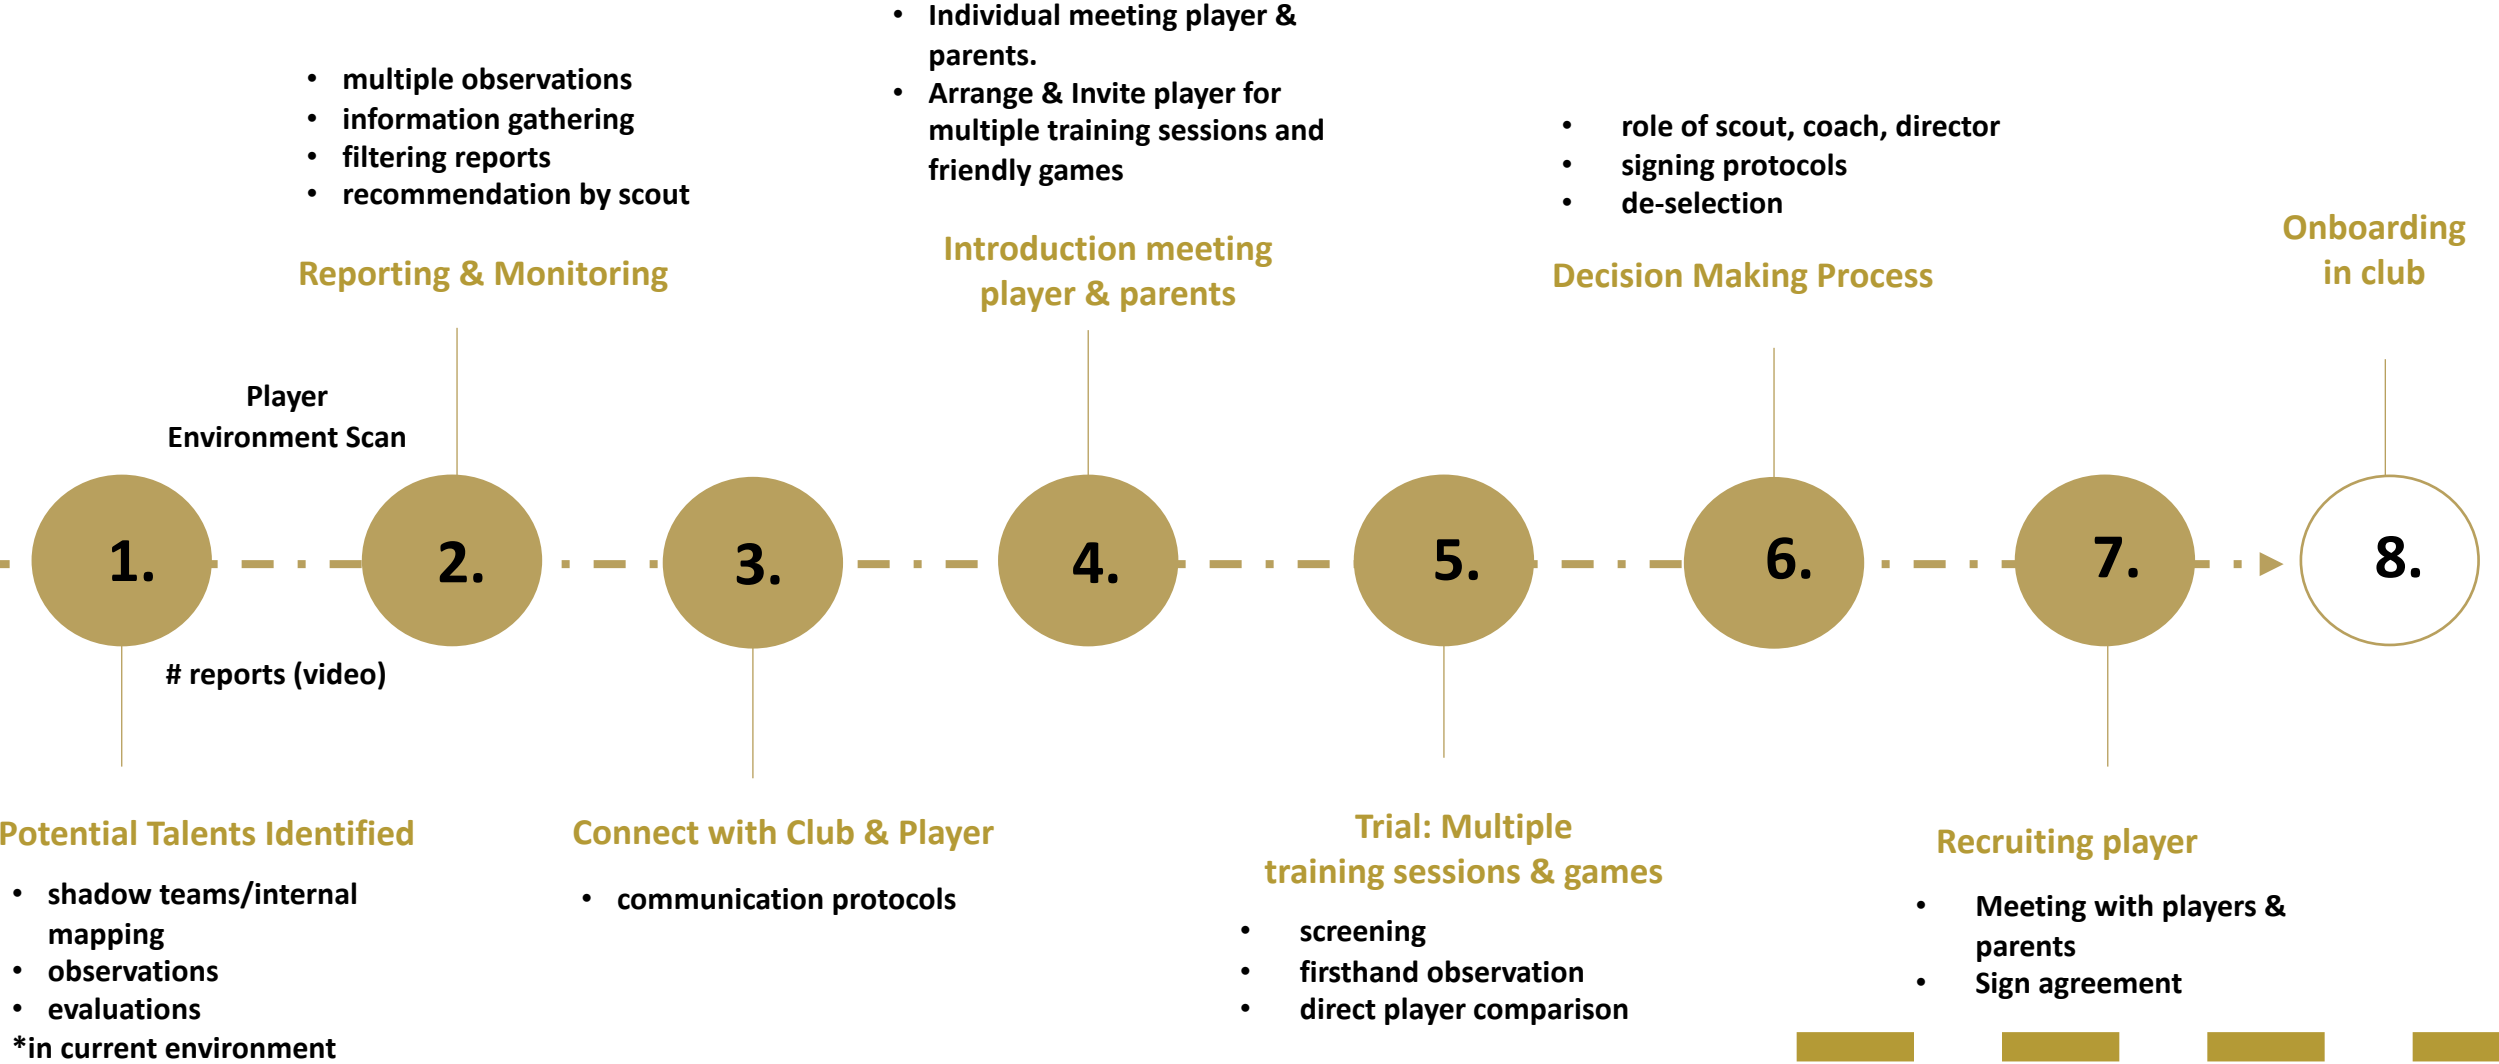 • multiple observations
• information gathering
• filtering reports
• recommendation by scout
Reporting & Monitoring
• Individual meeting player &
parents.
• Arrange & Invite player for
multiple training sessions and
friendly games
Introduction meeting
player & parents
• role of scout, coach, director
• signing protocols
• de-selection
Decision Making Process
Onboarding
in club
Player
Environment Scan
1.
2.
3.
4.
5.
6.
7.
8.
# reports (video)
Potential Talents Identified
• shadow teams/internal
mapping
• observations
• evaluations
*in current environment
Connect with Club & Player
• communication protocols
Trial: Multiple
training sessions & games
• screening
• firsthand observation
• direct player comparison
Recruiting player
• Meeting with players &
parents
• Sign agreement